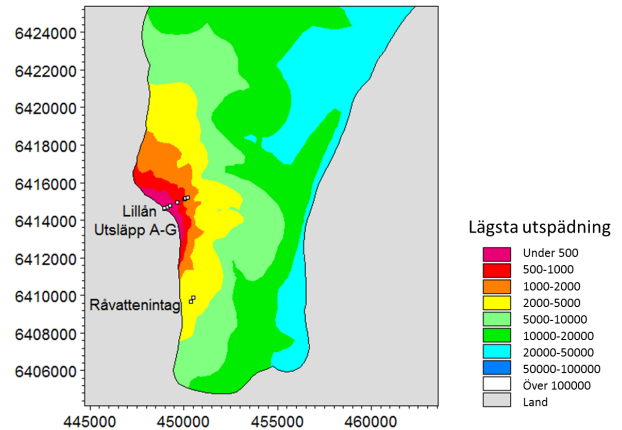 6424000
6422000
6420000
6418000
6416000
6414000
6412000
6410000
6408000
6406000
Lillån
Utsläpp A-G
Råvattenintag
445000 450000 455000 460000
Lägsta utspädning
Under 500
500-1000
1000-2000
2000-5000
5000-10000
10000-20000
20000-50000
50000-100000
Över 100000
Land